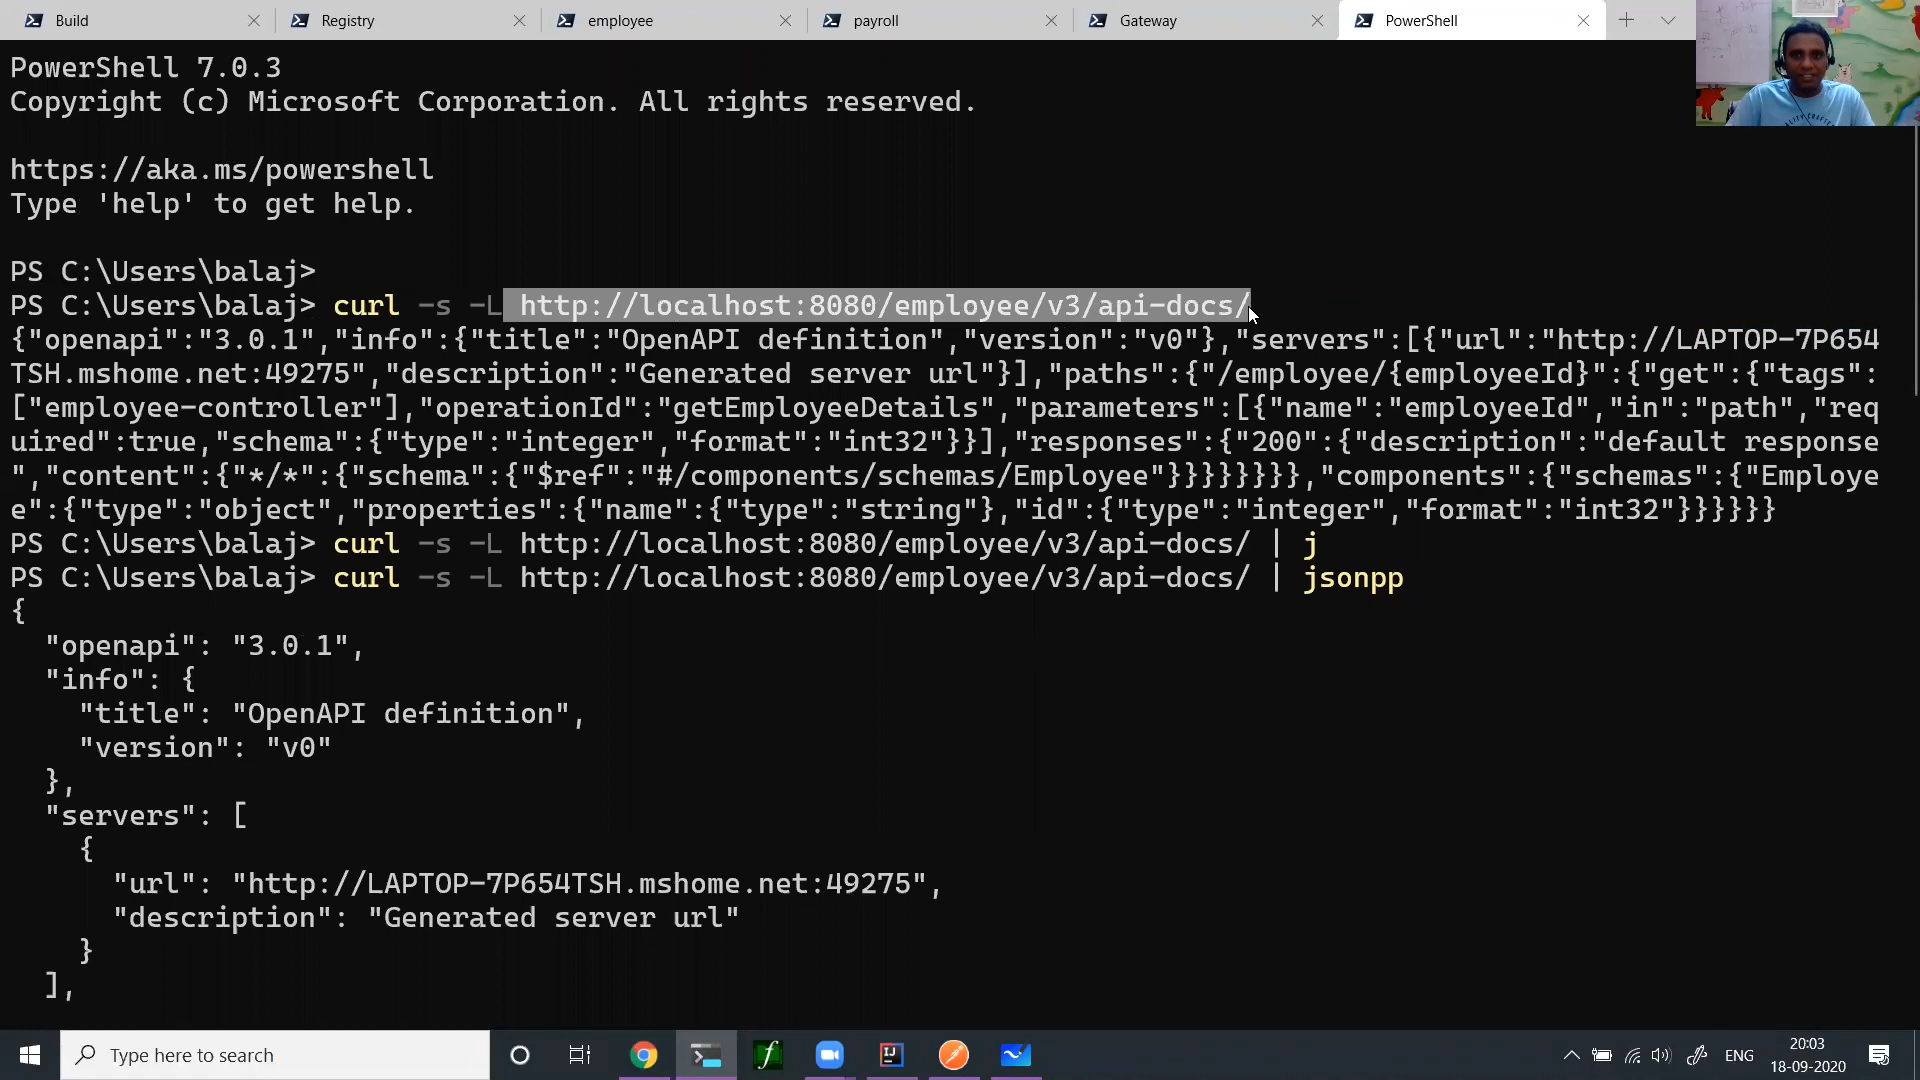 Build Registry employee payroll Gateway PowerShell
PowerShell 7.0.3
Copyright (c) Microsoft Corporation. All rights reserved.
https://aka.ms/powershell
Type 'help' to get help.
PS C:\Users\balaj>
PS C:\Users\balaj> curl -s -L http://localhost:8080/employee/v3/api-docs/
{"openapi":"3.0.1","info":{"title":"OpenAPI definition","version":"v0"},"servers":[{"url":"http://LAPTOP-7P654
TSH.mshome.net:49275","description":"Generated server url"}],"paths":{"/employee/{employeeId}":{"get":{"tags":
["employee-controller"],"operationId":"getEmployeeDetails","parameters":[{"name":"employeeId","in":"path","req
uired":true,"schema":{"type":"integer","format":"int32"}}],"responses":{"200":{"description":"default response
","content":{"*/*":{"schema":{"$ref":"#/components/schemas/Employee"}}}}}}}},"components":{"schemas":{"Employe
e":{"type":"object","properties":{"name":{"type":"string"},"id":{"type":"integer","format":"int32"}}}}}}
PS C:\Users\balaj> curl -s -L http://localhost:8080/employee/v3/api-docs/ | j
PS C:\Users\balaj> curl -s -L http://localhost:8080/employee/v3/api-docs/ | jsonpp
{
"openapi": "3.0.1",
"info": {
"title": "OpenAPI definition",
"version": "v0"
},
"servers": [
{
"url": "http://LAPTOP-7P654TSH.mshome.net:49275",
"description": "Generated server url"
}
],
Type here to search
ENG
20:03
18-09-2020